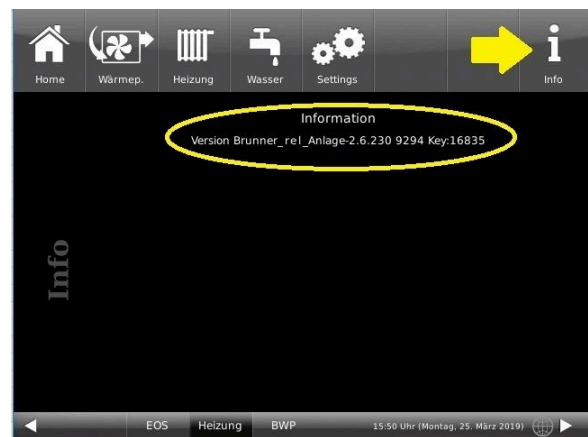 Home Wärmep. Heizung Wasser Settings Info
Information
Version Brunner_rel_Anlage-2.6.230 9294 Key:16835
Info
EOS Heizung BWP 15:50 Uhr (Montag, 25. März 2019)